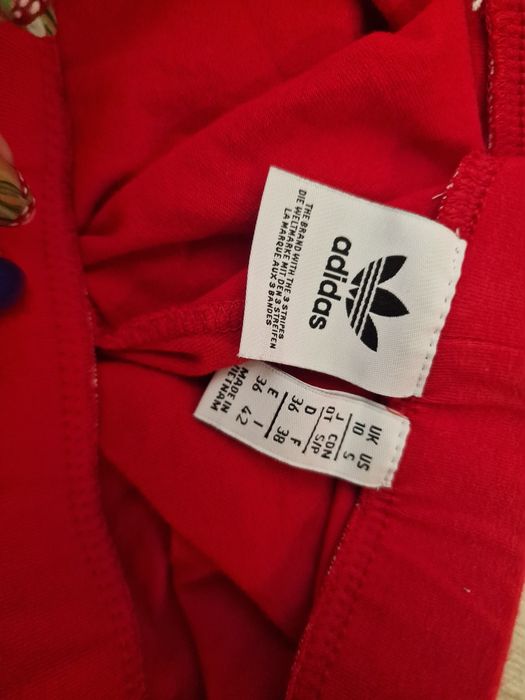 adidas
THE BRAND WITH THE 3 STRIPES
DIE WELTMARKE MIT DEN 3 STREIFEN
LA MARQUE AUX 3 BANDES
UK US
10 S
J CON
OT S/P
D F
36 38
E I
36 42
MADE IN
VIETNAM